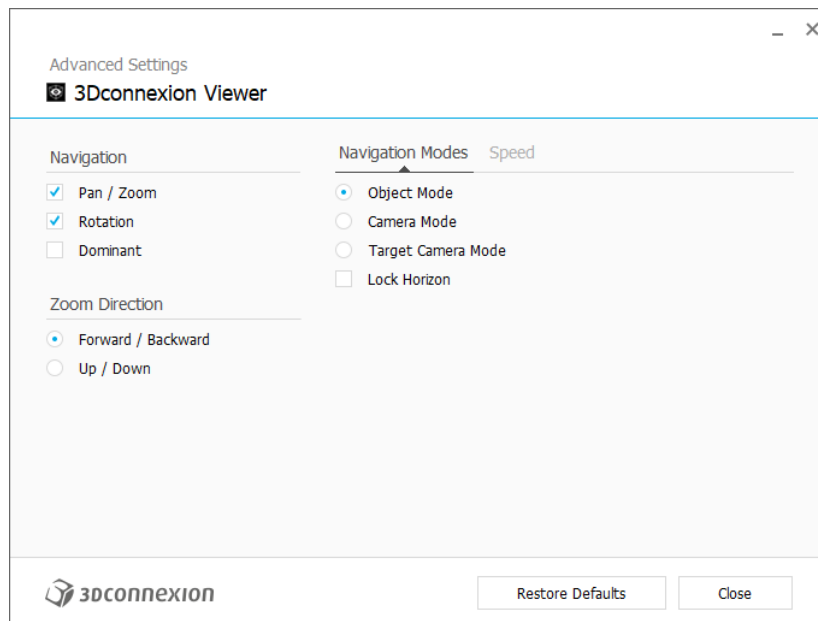 Advanced Settings
3Dconnexion Viewer
Navigation
Pan / Zoom
Rotation
Dominant
Zoom Direction
Forward / Backward
Up / Down
Navigation Modes Speed
Object Mode
Camera Mode
Target Camera Mode
Lock Horizon
3Dconnexion
Restore Defaults Close